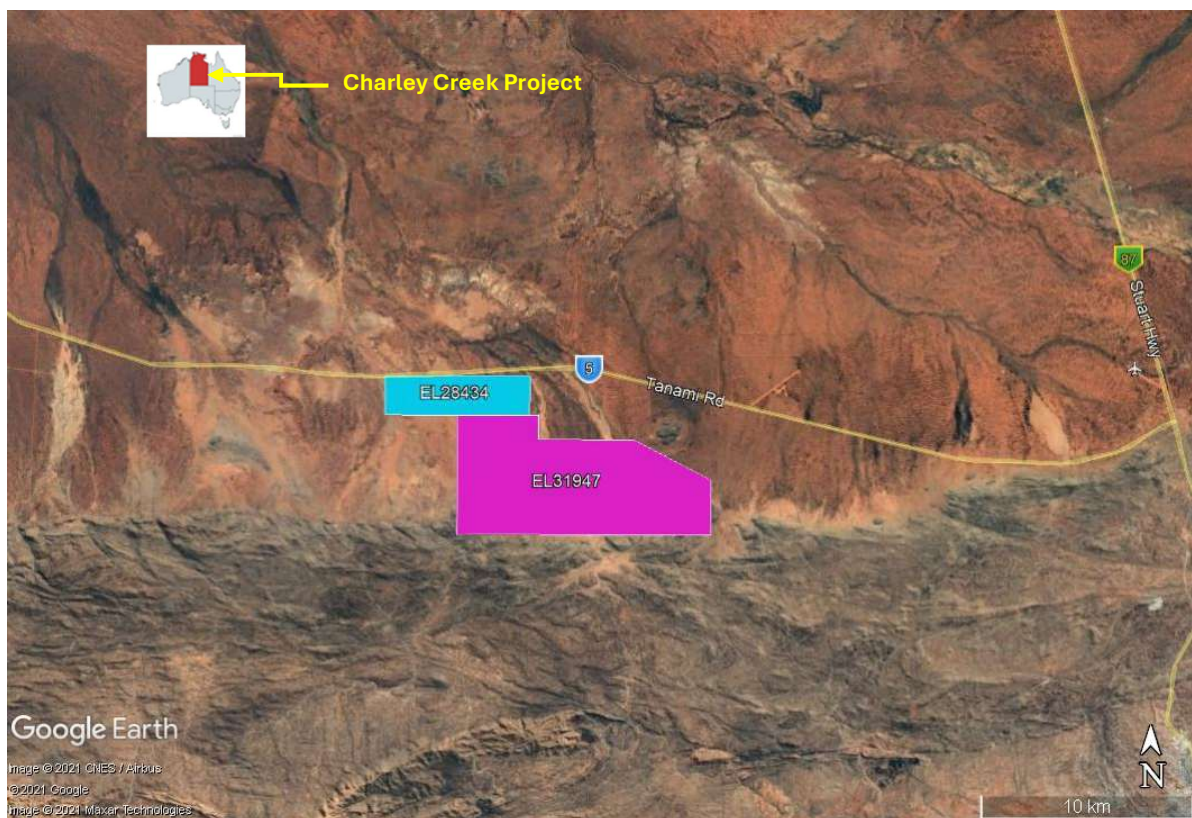 Charley Creek Project
87
Stuart Hwy
5
Tanami Rd
EL28434
EL31947
Google Earth
Image © 2021 CNES / Airbus
© 2021 Google
Image © 2021 Maxar Technologies
N
10 km